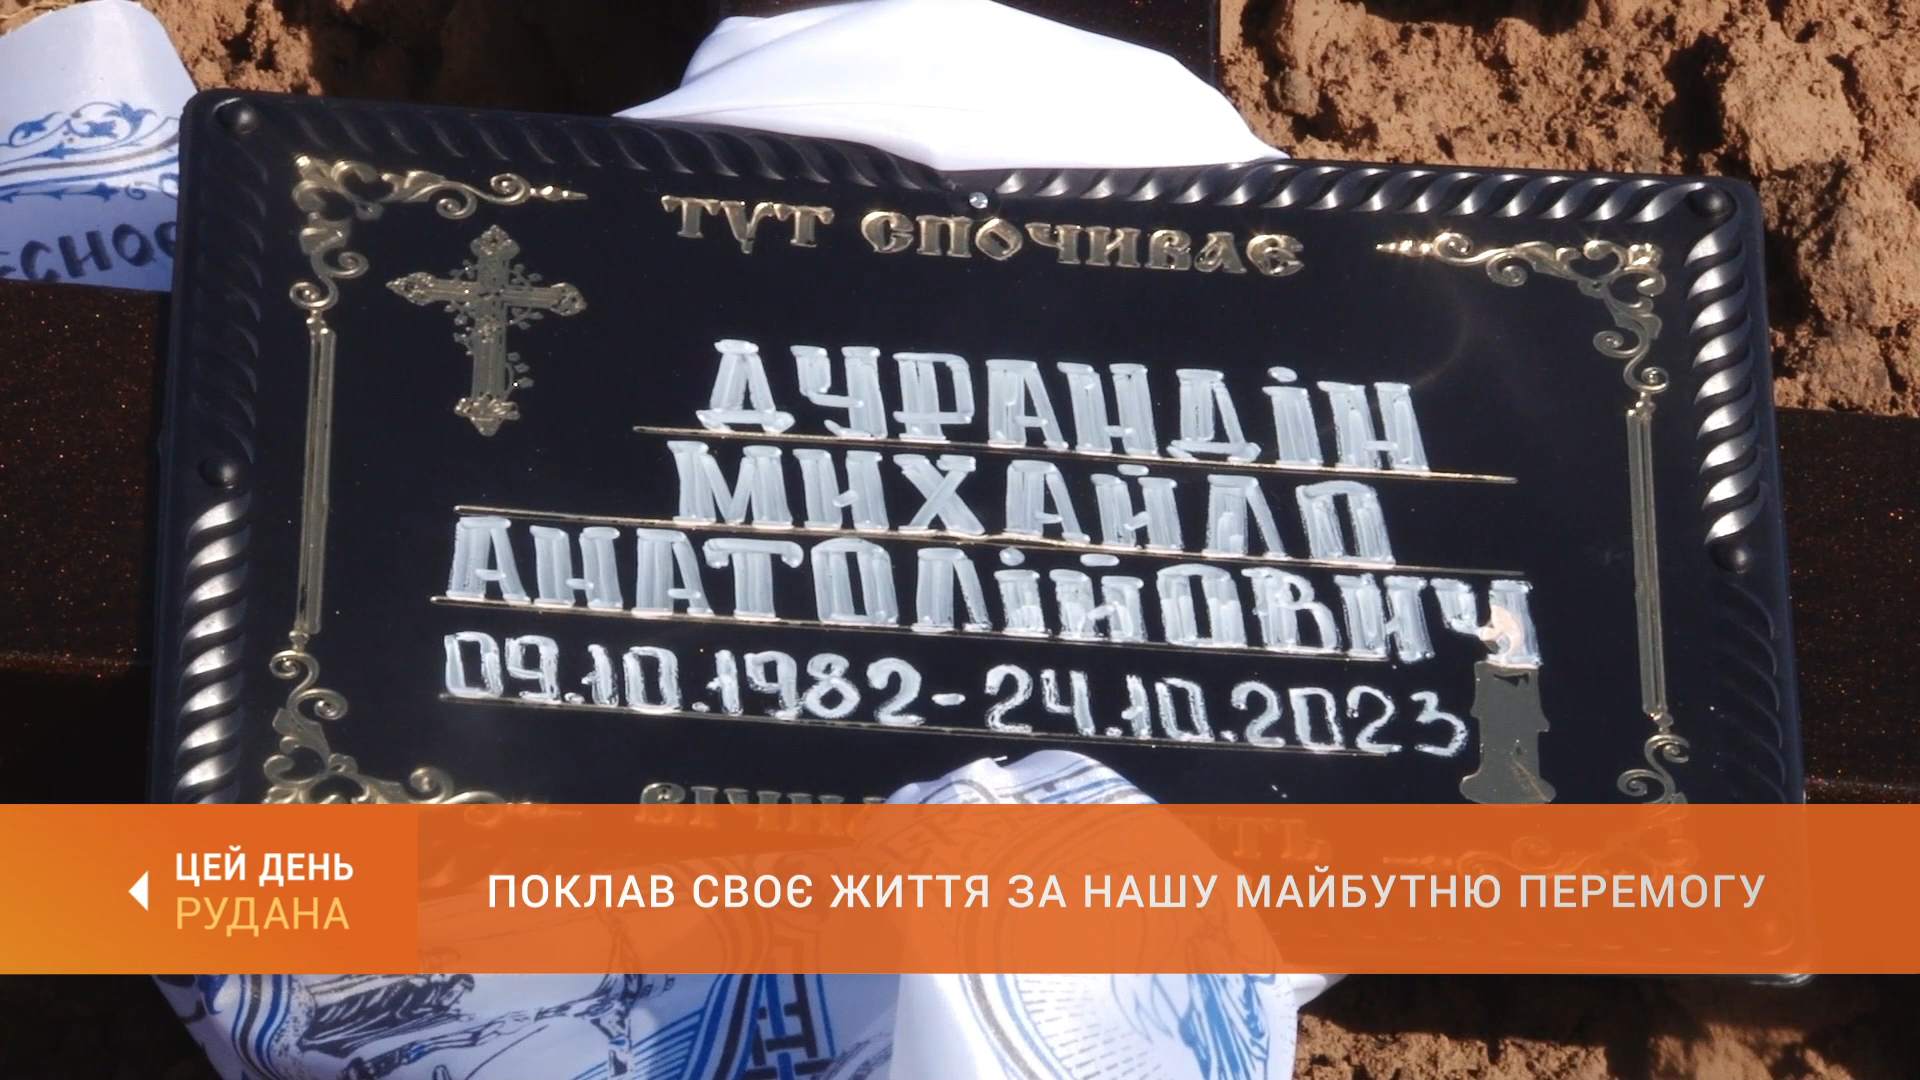 ТУТ СПОЧИВАЄ
ДУРАНДІН
МИХАЙЛО
АНАТОЛІЙОВИЧ
09.10.1982-24.10.2023
ЦЕЙ ДЕНЬ
РУДАНА
ПОКЛАВ СВОЄ ЖИТТЯ ЗА НАШУ МАЙБУТНЮ ПЕРЕМОГУ